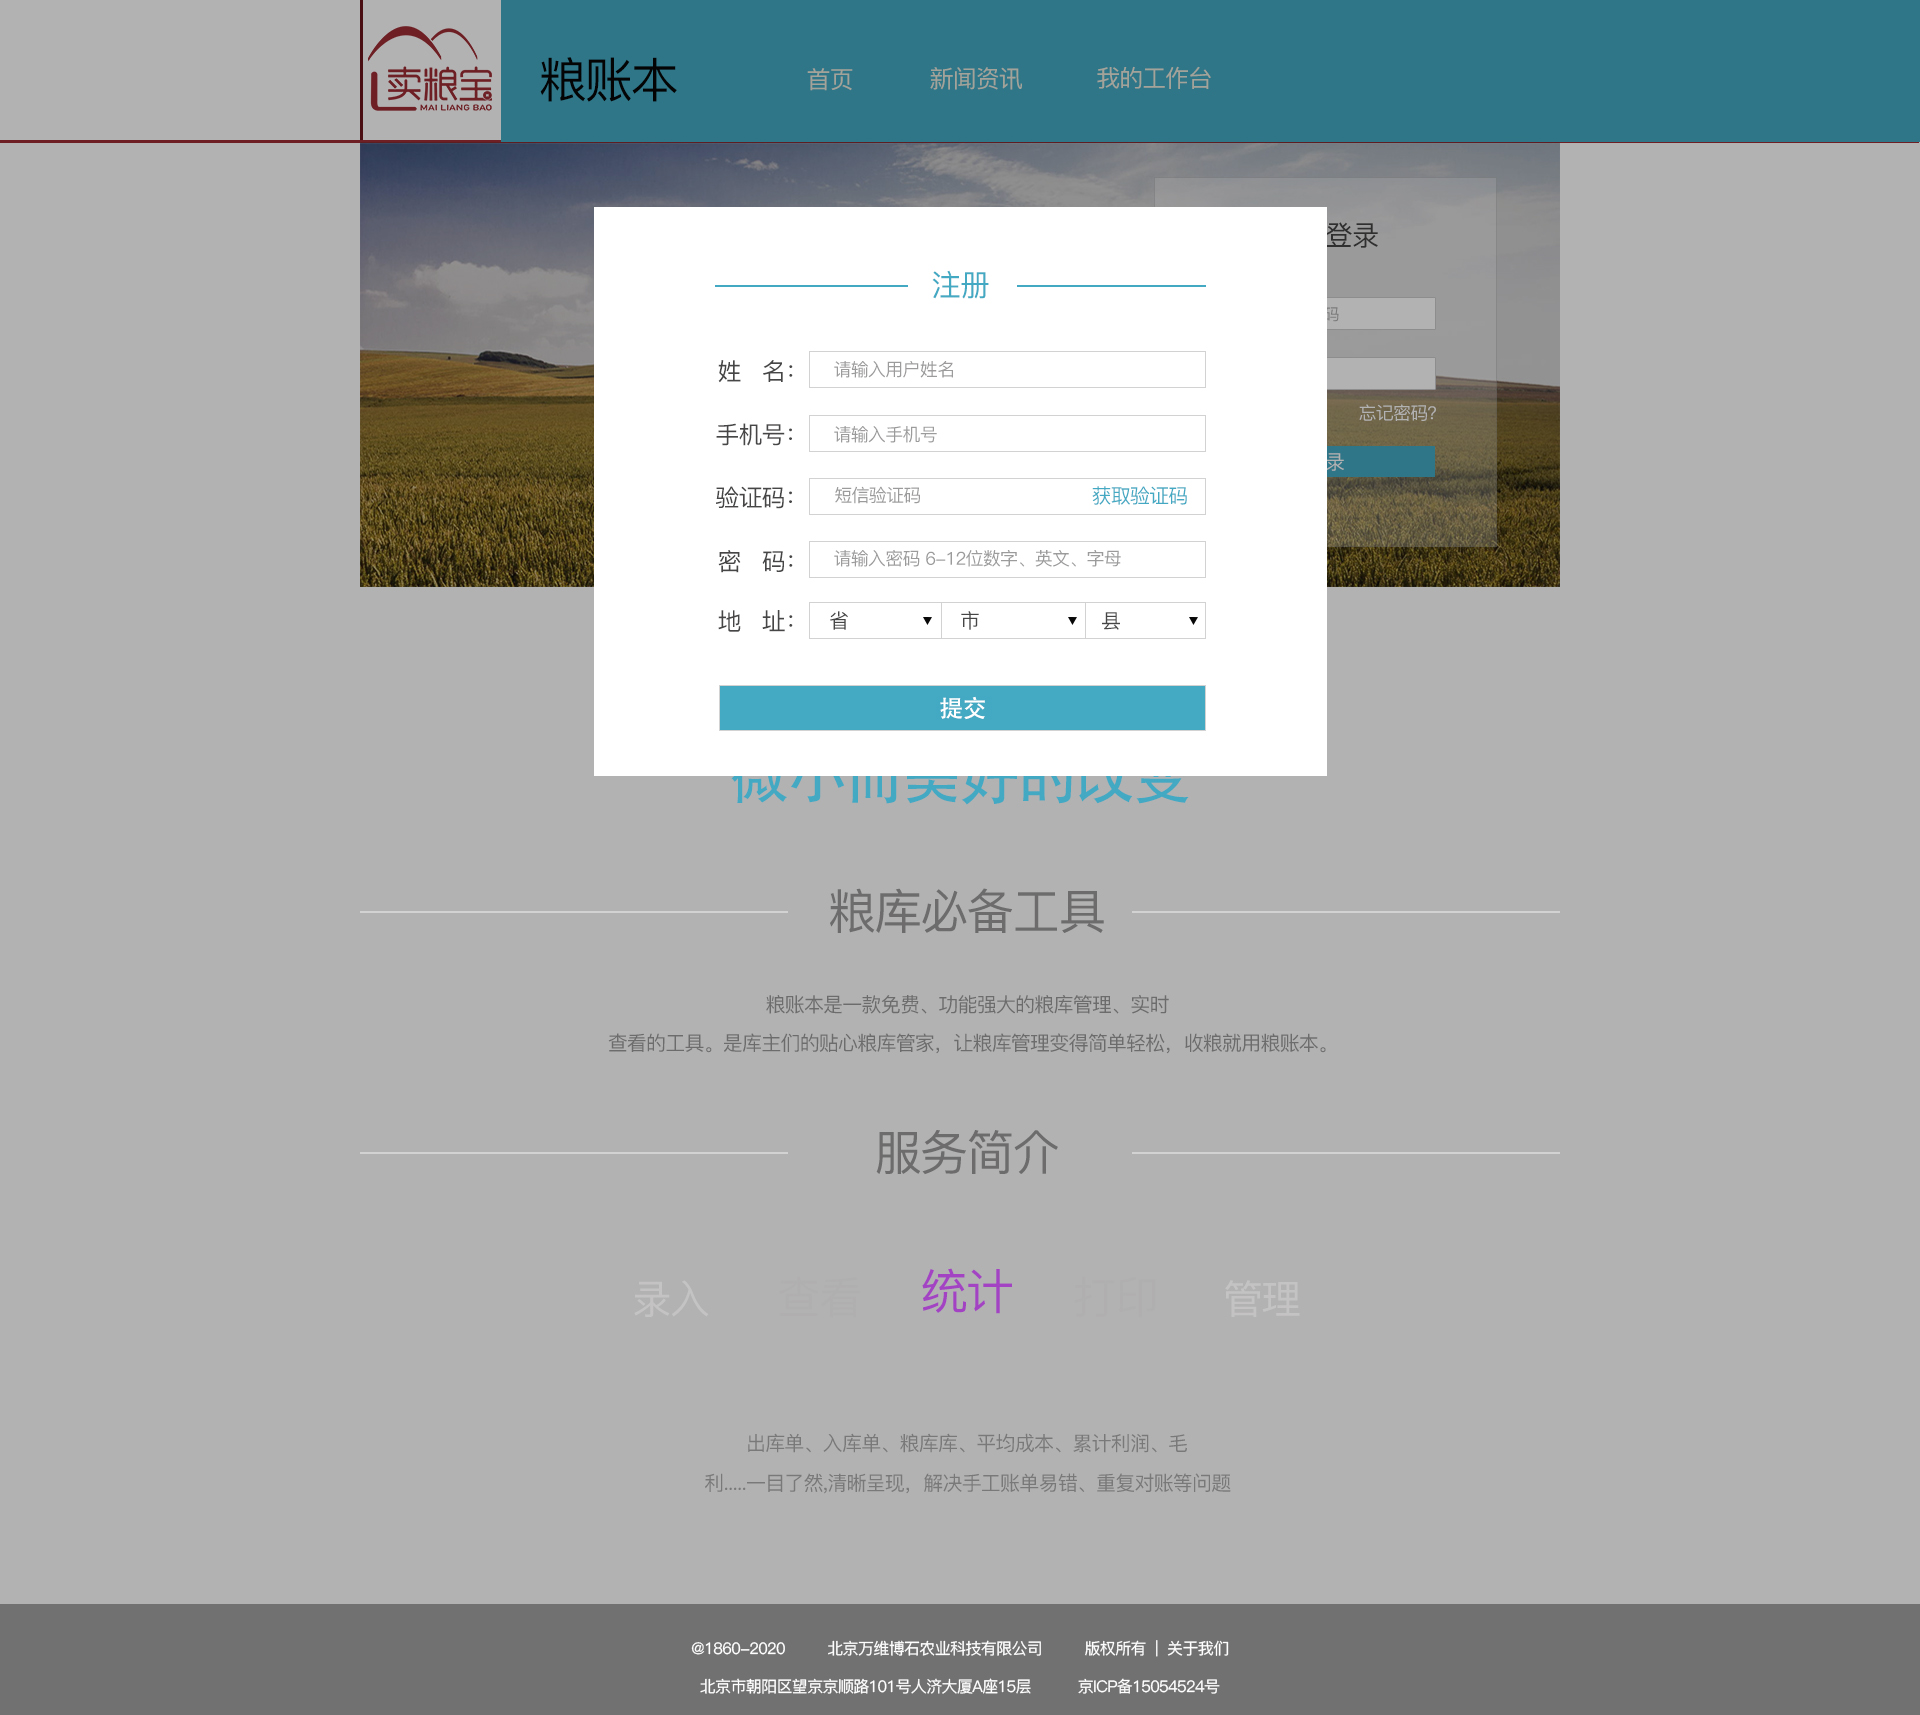 卖粮宝
MAI LIANG BAO
粮账本
首页
新闻资讯
我的工作台
登录
码
忘记密码?
录
注册
姓 名：
请输入用户姓名
手机号：
请输入手机号
验证码：
短信验证码
获取验证码
密 码：
请输入密码 6-12位数字、英文、字母
地 址：
省
市
县
提交
微小而美好的改变
粮库必备工具
粮账本是一款免费、功能强大的粮库管理、实时
查看的工具。是库主们的贴心粮库管家，让粮库管理变得简单轻松，收粮就用粮账本。
服务简介
录入
查看
统计
打印
管理
出库单、入库单、粮库库、平均成本、累计利润、毛
利.....一目了然,清晰呈现，解决手工账单易错、重复对账等问题
@1860-2020 北京万维博石农业科技有限公司 版权所有 | 关于我们
北京市朝阳区望京京顺路101号人济大厦A座15层 京ICP备15054524号